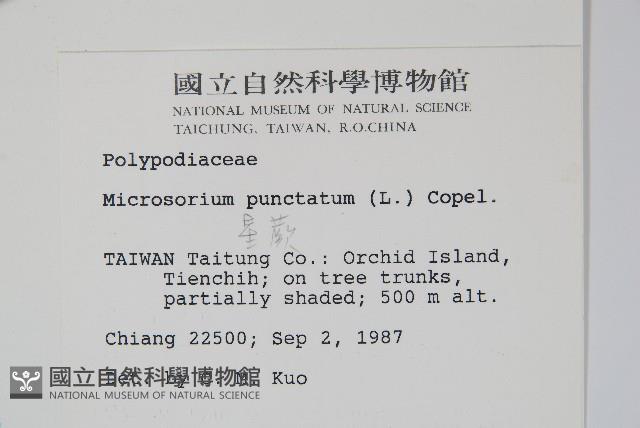 國立自然科學博物館
NATIONAL MUSEUM OF NATURAL SCIENCE
TAICHUNG, TAIWAN, R.O.CHINA
Polypodiaceae
Microsorium punctatum (L.) Copel.
星蕨
TAIWAN Taitung Co.: Orchid Island,
Tienchih; on tree trunks,
partially shaded; 500 m alt.
Chiang 22500; Sep 2, 1987
Det. by C. M. Kuo
國立自然科學博物館
NATIONAL MUSEUM OF NATURAL SCIENCE